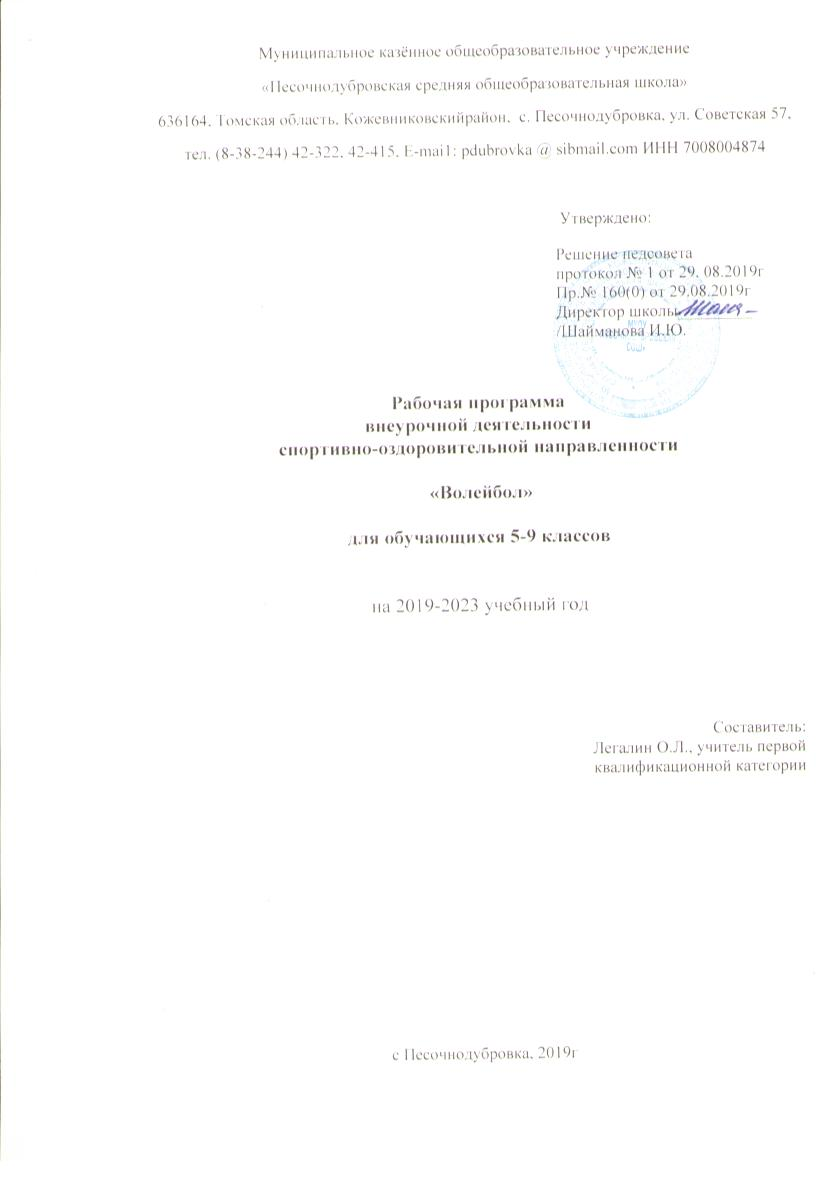 Муниципальное казённое общеобразовательное учреждение
«Песочнодубровская средняя общеобразовательная школа»
636164, Томская область, Кожевниковскийрайон,  с. Песочнодубровка, ул. Советская 57,
тел. (8-38-244) 42-322, 42-415, E-mai1: pdubrovka @ sibmail.com ИНН 7008004874
Утверждено:
Решение педсовета
протокол № 1 от 29. 08.2019г
Пр.№ 160(0) от 29.08.2019г
Директор школы
/Шайманова И.Ю.
Рабочая программа
внеурочной деятельности
спортивно-оздоровительной направленности
«Волейбол»
для обучающихся 5-9 классов
на 2019-2023 учебный год
Составитель:
Легалин О.Л., учитель первой
квалификационной категории
с Песочнодубровка, 2019г